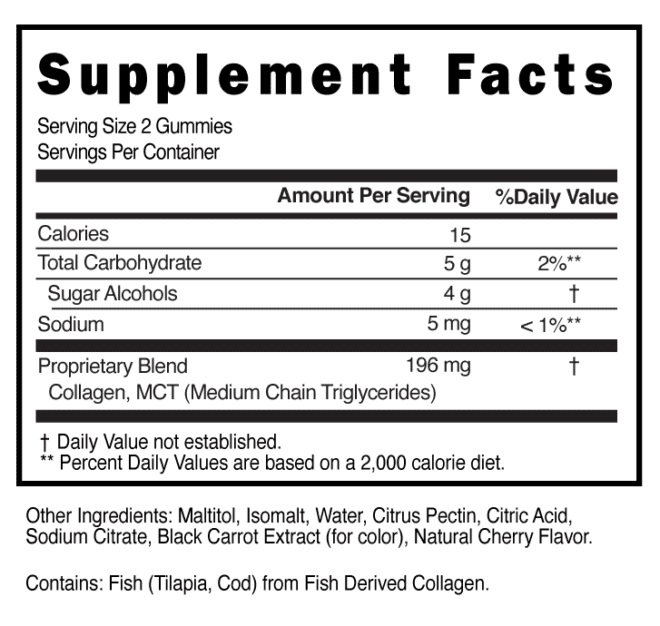 Supplement Facts
Serving Size 2 Gummies
Servings Per Container
Amount Per Serving %Daily Value
Calories 15
Total Carbohydrate 5 g 2%**
Sugar Alcohols 4 g †
Sodium 5 mg < 1%**
Proprietary Blend 196 mg †
Collagen, MCT (Medium Chain Triglycerides)
† Daily Value not established.
** Percent Daily Values are based on a 2,000 calorie diet.
Other Ingredients: Maltitol, Isomalt, Water, Citrus Pectin, Citric Acid,
Sodium Citrate, Black Carrot Extract (for color), Natural Cherry Flavor.
Contains: Fish (Tilapia, Cod) from Fish Derived Collagen.